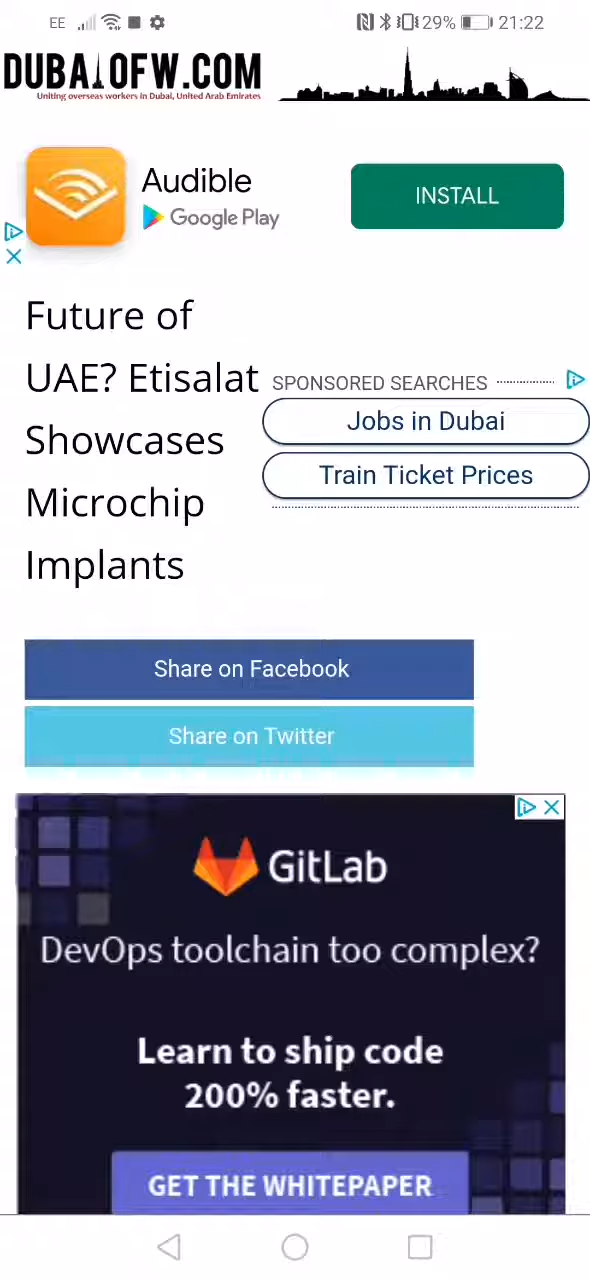 EE 29% 21:22
DUBAIOFW.COM
Uniting overseas workers in Dubai, United Arab Emirates
Audible
Google Play
INSTALL
Future of
UAE? Etisalat
Showcases
Microchip
Implants
SPONSORED SEARCHES
Jobs in Dubai
Train Ticket Prices
Share on Facebook
Share on Twitter
GitLab
DevOps toolchain too complex?
Learn to ship code
200% faster.
GET THE WHITEPAPER